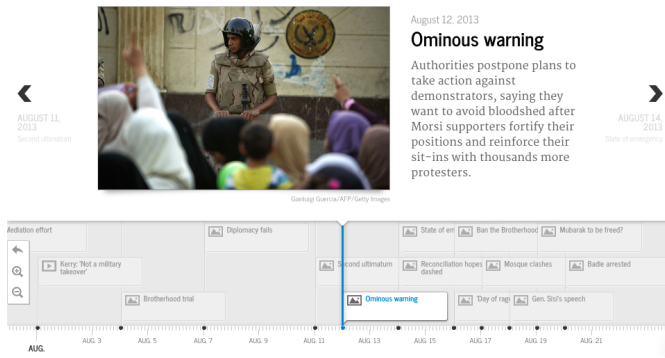 August 12, 2013
Ominous warning
Authorities postpone plans to
take action against
demonstrators, saying they
want to avoid bloodshed after
Morsi supporters fortify their
positions and reinforce their
sit-ins with thousands more
protesters.
AUGUST 11,
2013
Second ultimatum
AUGUST 14,
2013
State of emergency
Gianluigi Guercia/AFP/Getty Images
Mediation effort
Diplomacy fails
State of em
Ban the Brotherhood
Mubarak to be freed?
Kerry: 'Not a military
takeover'
Second ultimatum
Reconciliation hopes
dashed
Mosque clashes
Badie arrested
Brotherhood trial
Ominous warning
'Day of rage
Gen. Sisi's speech
AUG. 3
AUG. 5
AUG. 7
AUG. 9
AUG. 11
AUG. 13
AUG. 15
AUG. 17
AUG. 19
AUG. 21
AUG.